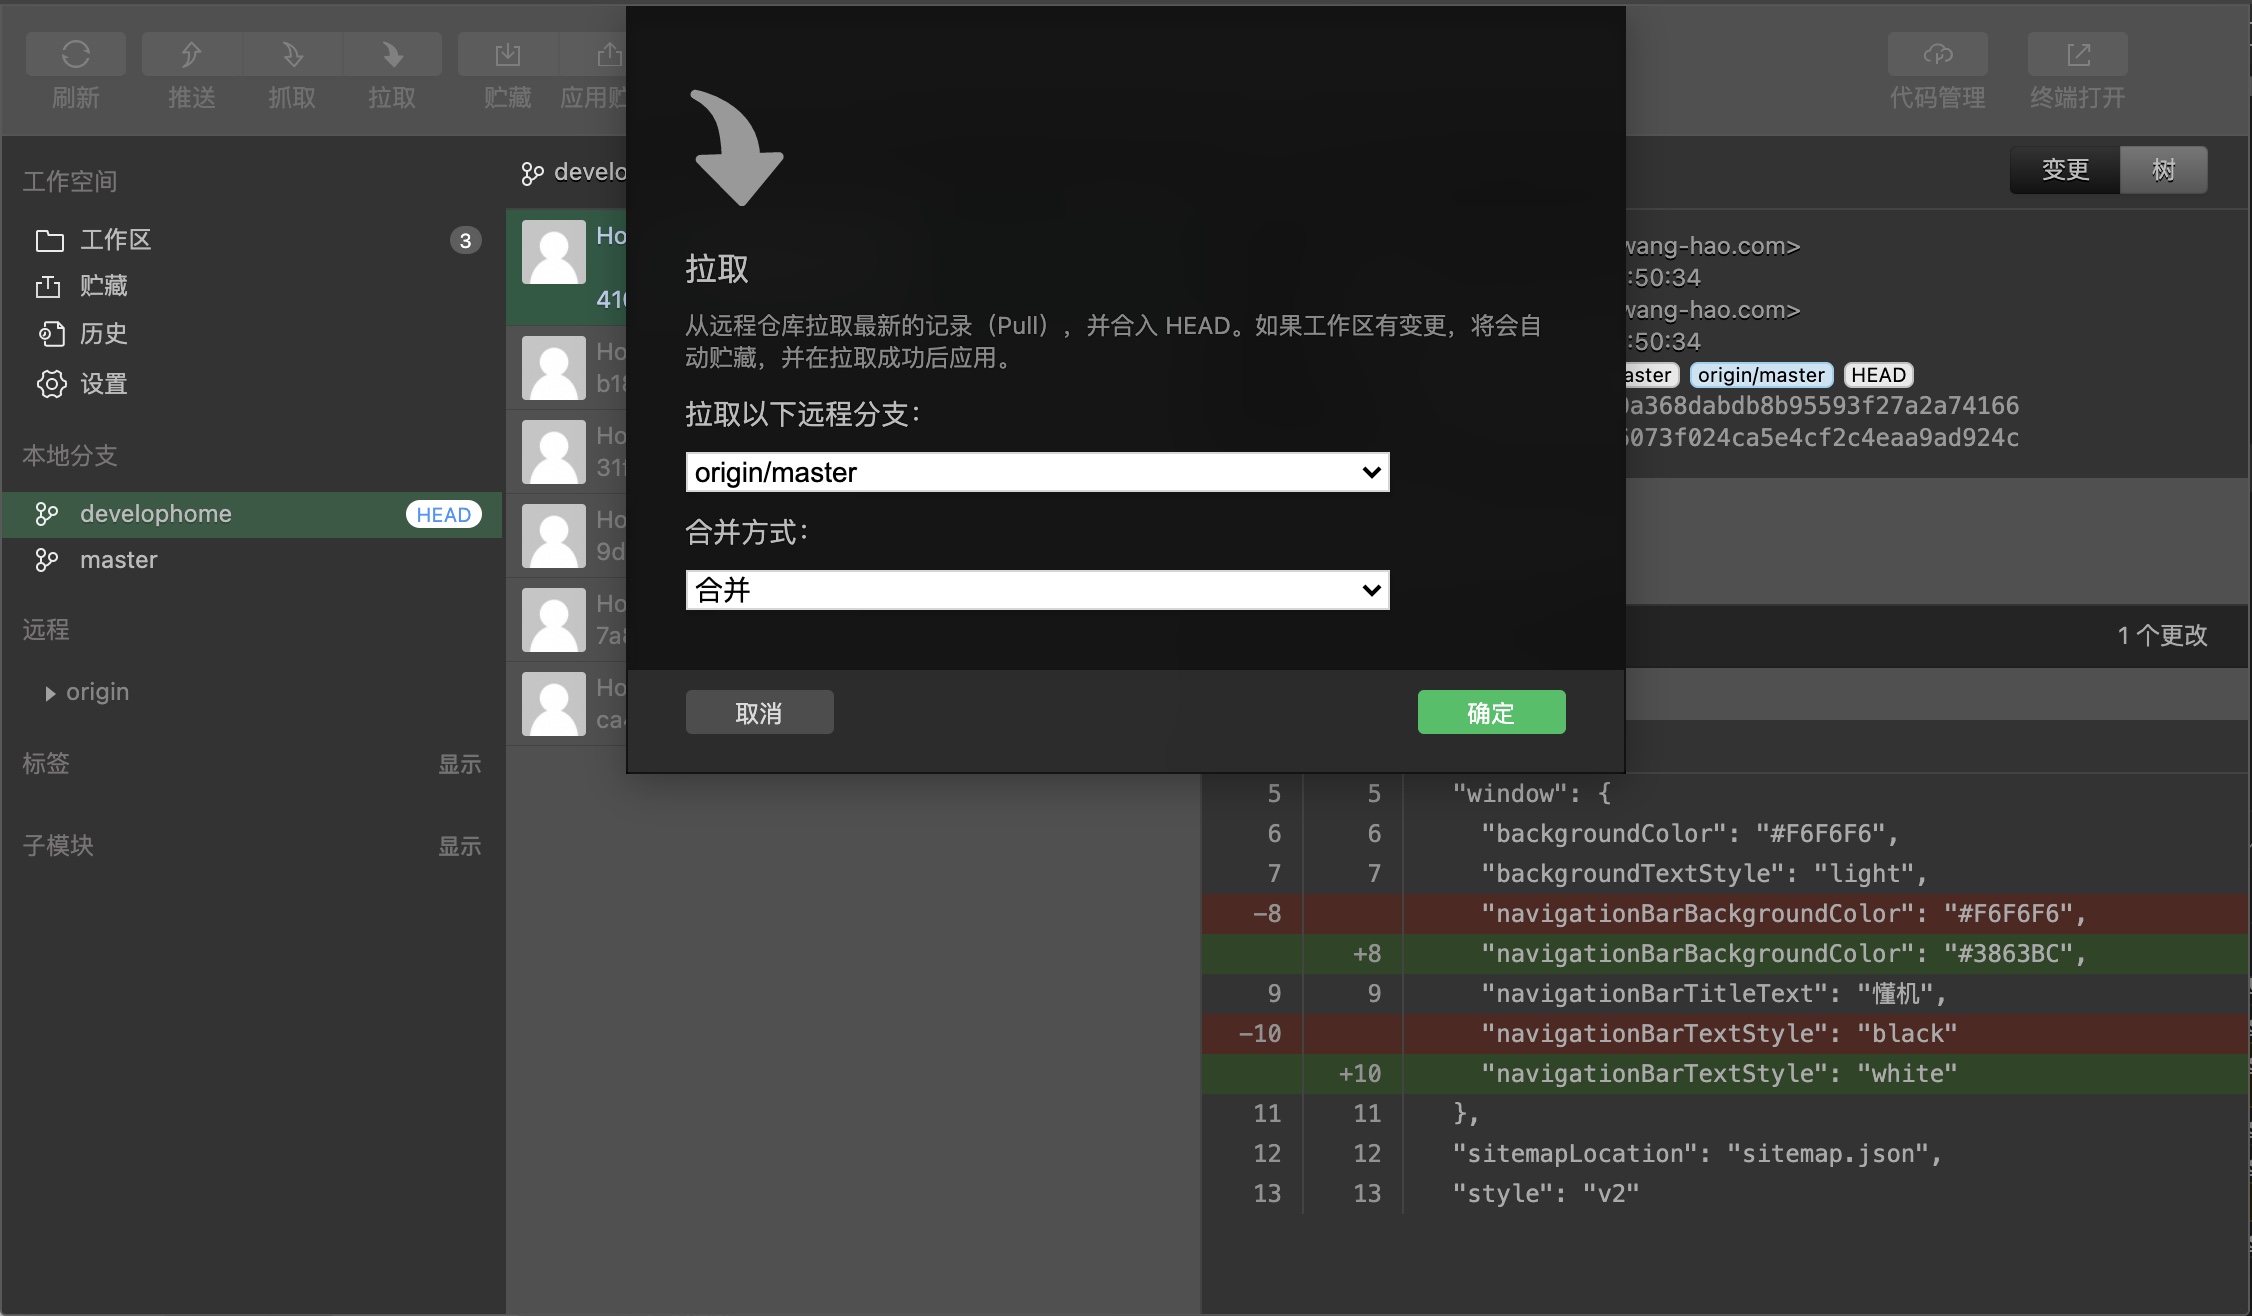 刷新
推送
抓取
拉取
贮藏
应用贮
代码管理
终端打开
工作空间
工作区
3
贮藏
历史
设置
本地分支
develophome
HEAD
master
远程
origin
标签
显示
子模块
显示
develo
Ho
410
Ho
b18
Ho
31f
Ho
9d
Ho
7a8
Ho
ca4
拉取
从远程仓库拉取最新的记录（Pull），并合入 HEAD。如果工作区有变更，将会自
动贮藏，并在拉取成功后应用。
拉取以下远程分支：
origin/master
合并方式：
合并
取消
确定
变更
树
wang-hao.com>
:50:34
wang-hao.com>
:50:34
aster
origin/master
HEAD
a368dabdb8b95593f27a2a74166
6073f024ca5e4cf2c4eaa9ad924c
1 个更改
5 5 "window": {
6 6 "backgroundColor": "#F6F6F6",
7 7 "backgroundTextStyle": "light",
-8 "navigationBarBackgroundColor": "#F6F6F6",
+8 "navigationBarBackgroundColor": "#3863BC",
9 9 "navigationBarTitleText": "懂机",
-10 "navigationBarTextStyle": "black"
+10 "navigationBarTextStyle": "white"
11 11 },
12 12 "sitemapLocation": "sitemap.json",
13 13 "style": "v2"